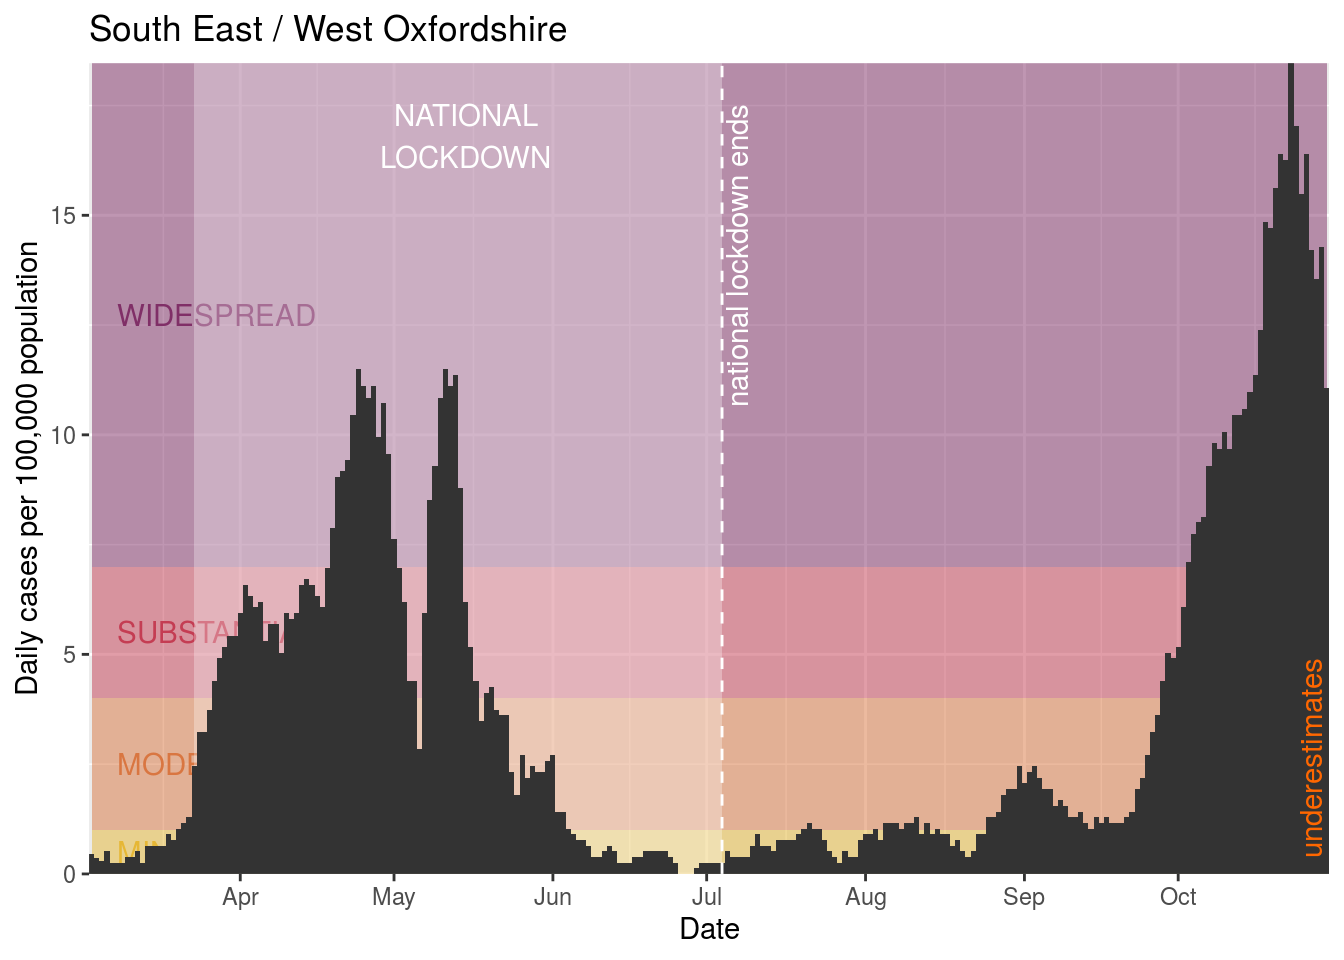 South East / West Oxfordshire
NATIONAL
LOCKDOWN
national lockdown ends
WIDESPREAD
underestimates
Daily cases per 100,000 population
15
10
5
0
Apr
May
Jun
Jul
Aug
Sep
Oct
Date